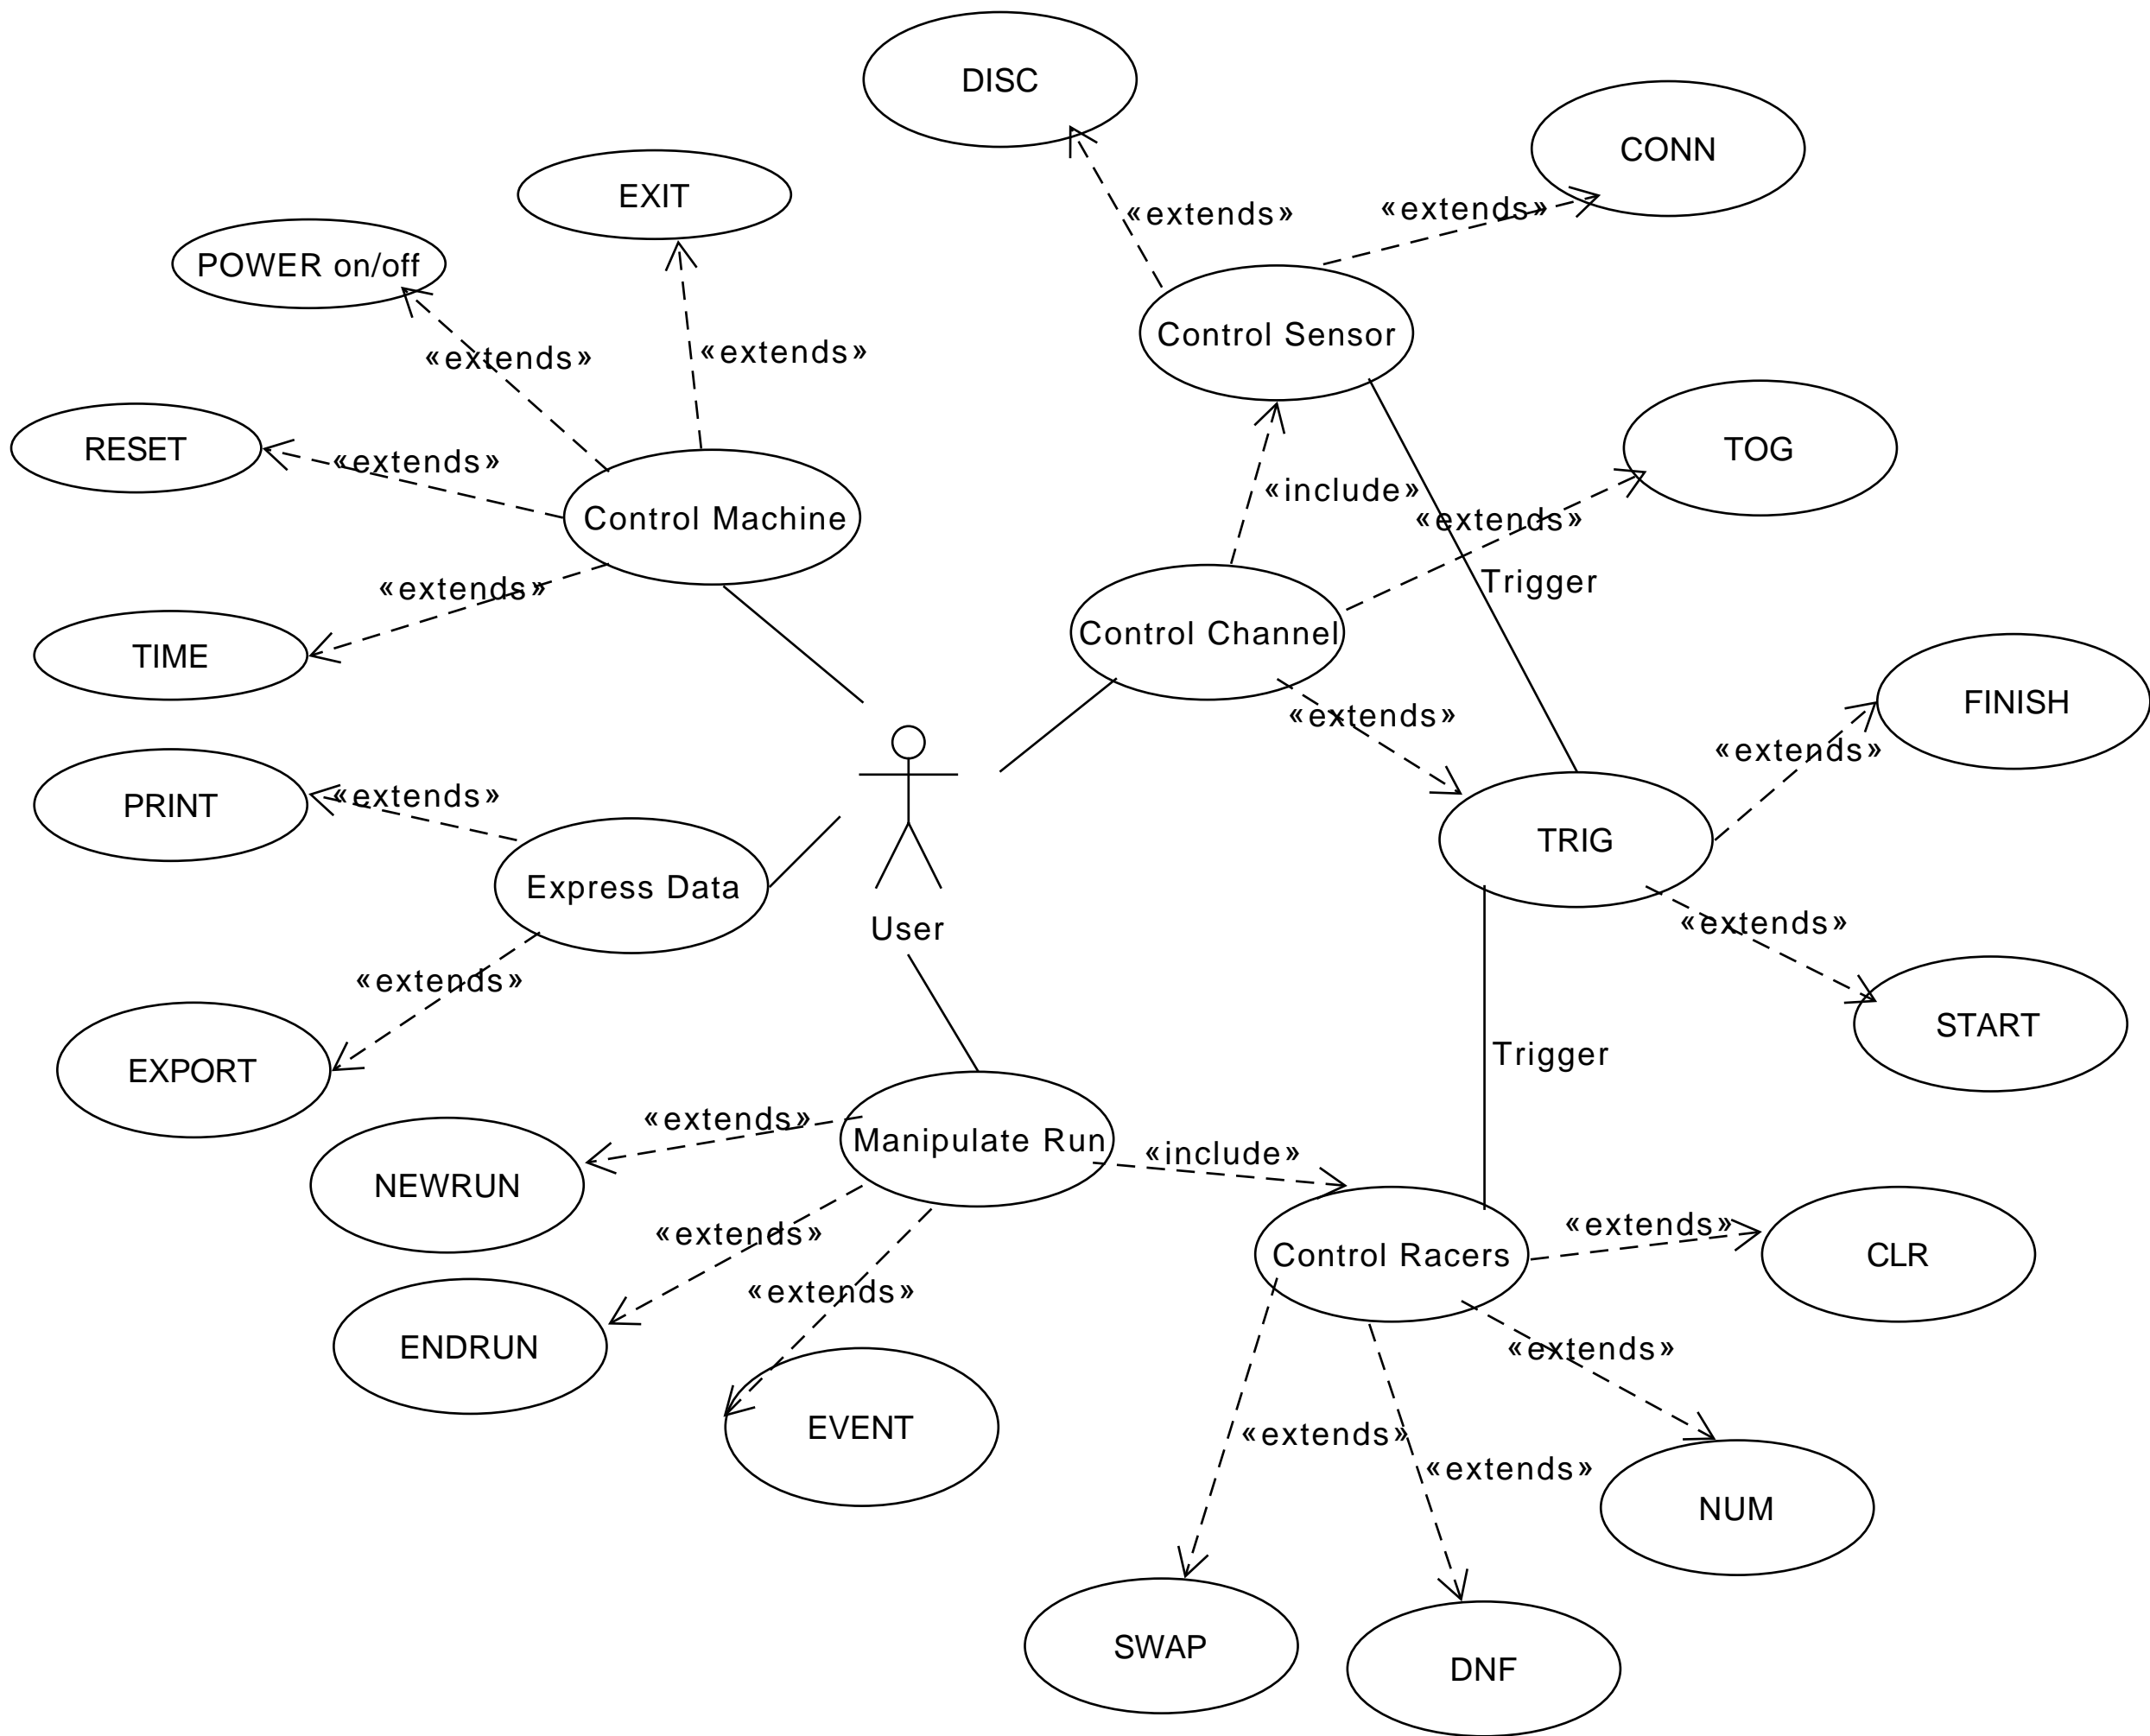 DISC
CONN
EXIT
«extends»
«extends»
POWER on/off
Control Sensor
«extends»
«extends»
RESET
«extends»
TOG
«include»
«extends»
Control Machine
Trigger
«extends»
Control Channel
TIME
FINISH
«extends»
«extends»
PRINT
«extends»
TRIG
Express Data
User
«extends»
«extends»
START
EXPORT
Trigger
«extends»
Manipulate Run
«include»
NEWRUN
«extends»
«extends»
Control Racers
CLR
«extends»
ENDRUN
«extends»
EVENT
«extends»
«extends»
NUM
SWAP
DNF